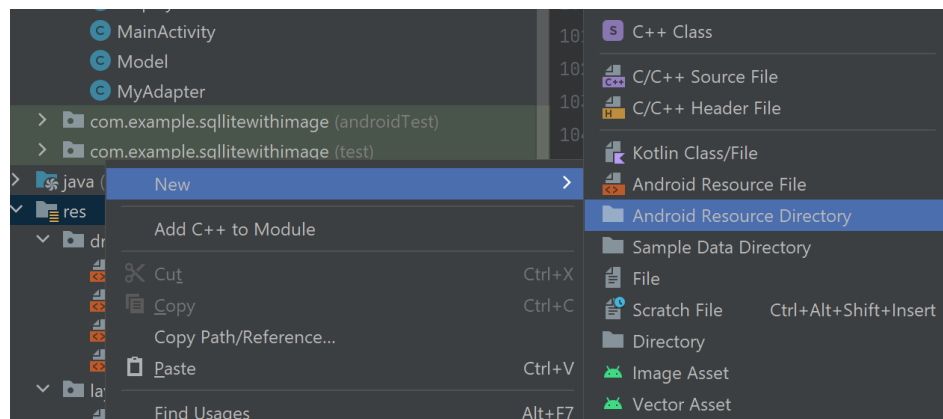 MainActivity
Model
MyAdapter
com.example.sqllitewithimage (androidTest)
com.example.sqllitewithimage (test)
java (
res
dr
la
New
Add C++ to Module
Cut Ctrl+X
Copy Ctrl+C
Copy Path/Reference...
Paste Ctrl+V
Find Usages Alt+F7
C++ Class
C/C++ Source File
C/C++ Header File
Kotlin Class/File
Android Resource File
Android Resource Directory
Sample Data Directory
File
Scratch File Ctrl+Alt+Shift+Insert
Directory
Image Asset
Vector Asset